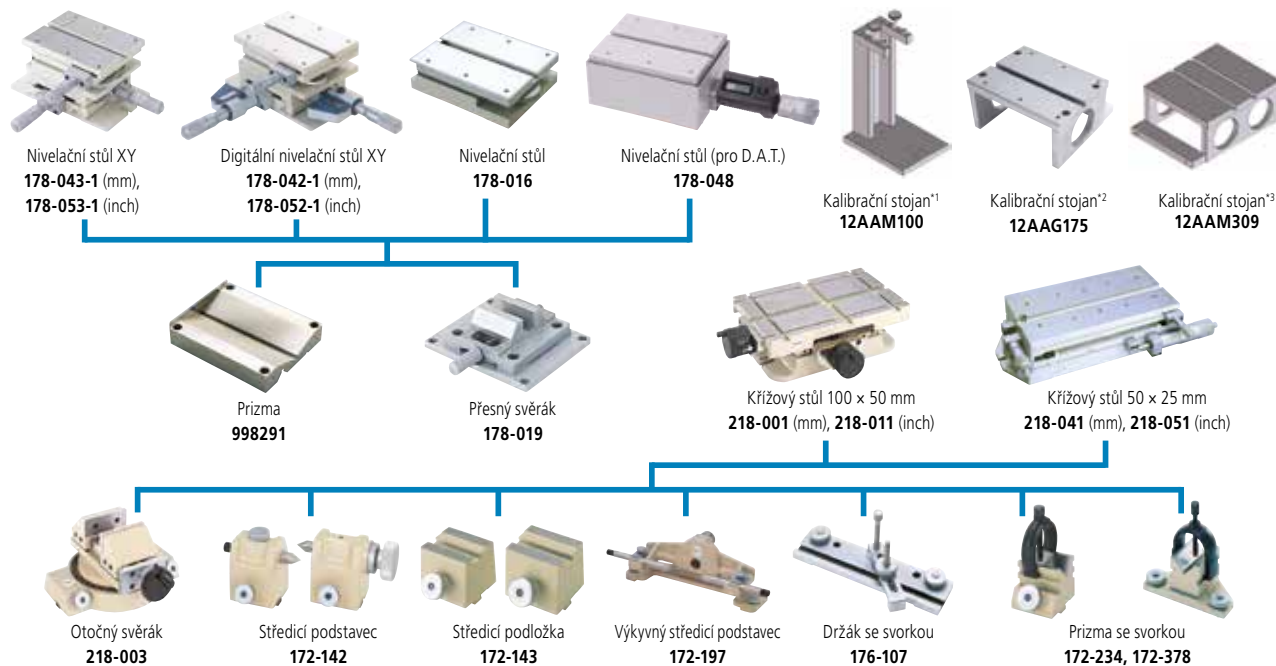 Nivelační stůl XY
178-043-1 (mm),
178-053-1 (inch)
Digitální nivelační stůl XY
178-042-1 (mm),
178-052-1 (inch)
Nivelační stůl
178-016
Nivelační stůl (pro D.A.T.)
178-048
Kalibrační stojan*1
12AAM100
Kalibrační stojan*2
12AAG175
Kalibrační stojan*3
12AAM309
Prizma
998291
Přesný svěrák
178-019
Křížový stůl 100 × 50 mm
218-001 (mm), 218-011 (inch)
Křížový stůl 50 × 25 mm
218-041 (mm), 218-051 (inch)
Otočný svěrák
218-003
Středicí podstavec
172-142
Středicí podložka
172-143
Výkyvný středicí podstavec
172-197
Držák se svorkou
176-107
Prizma se svorkou
172-234, 172-378